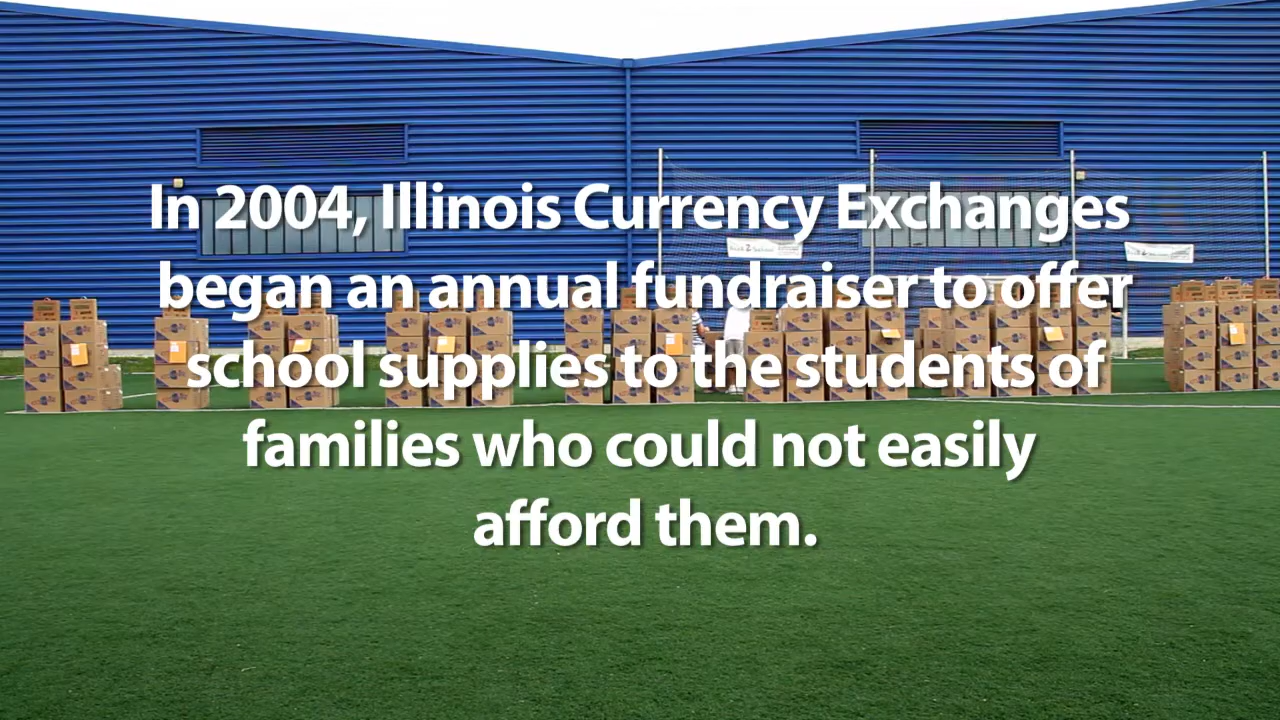 In 2004, Illinois Currency Exchanges
began an annual fundraiser to offer
school supplies to the students of
families who could not easily
afford them.